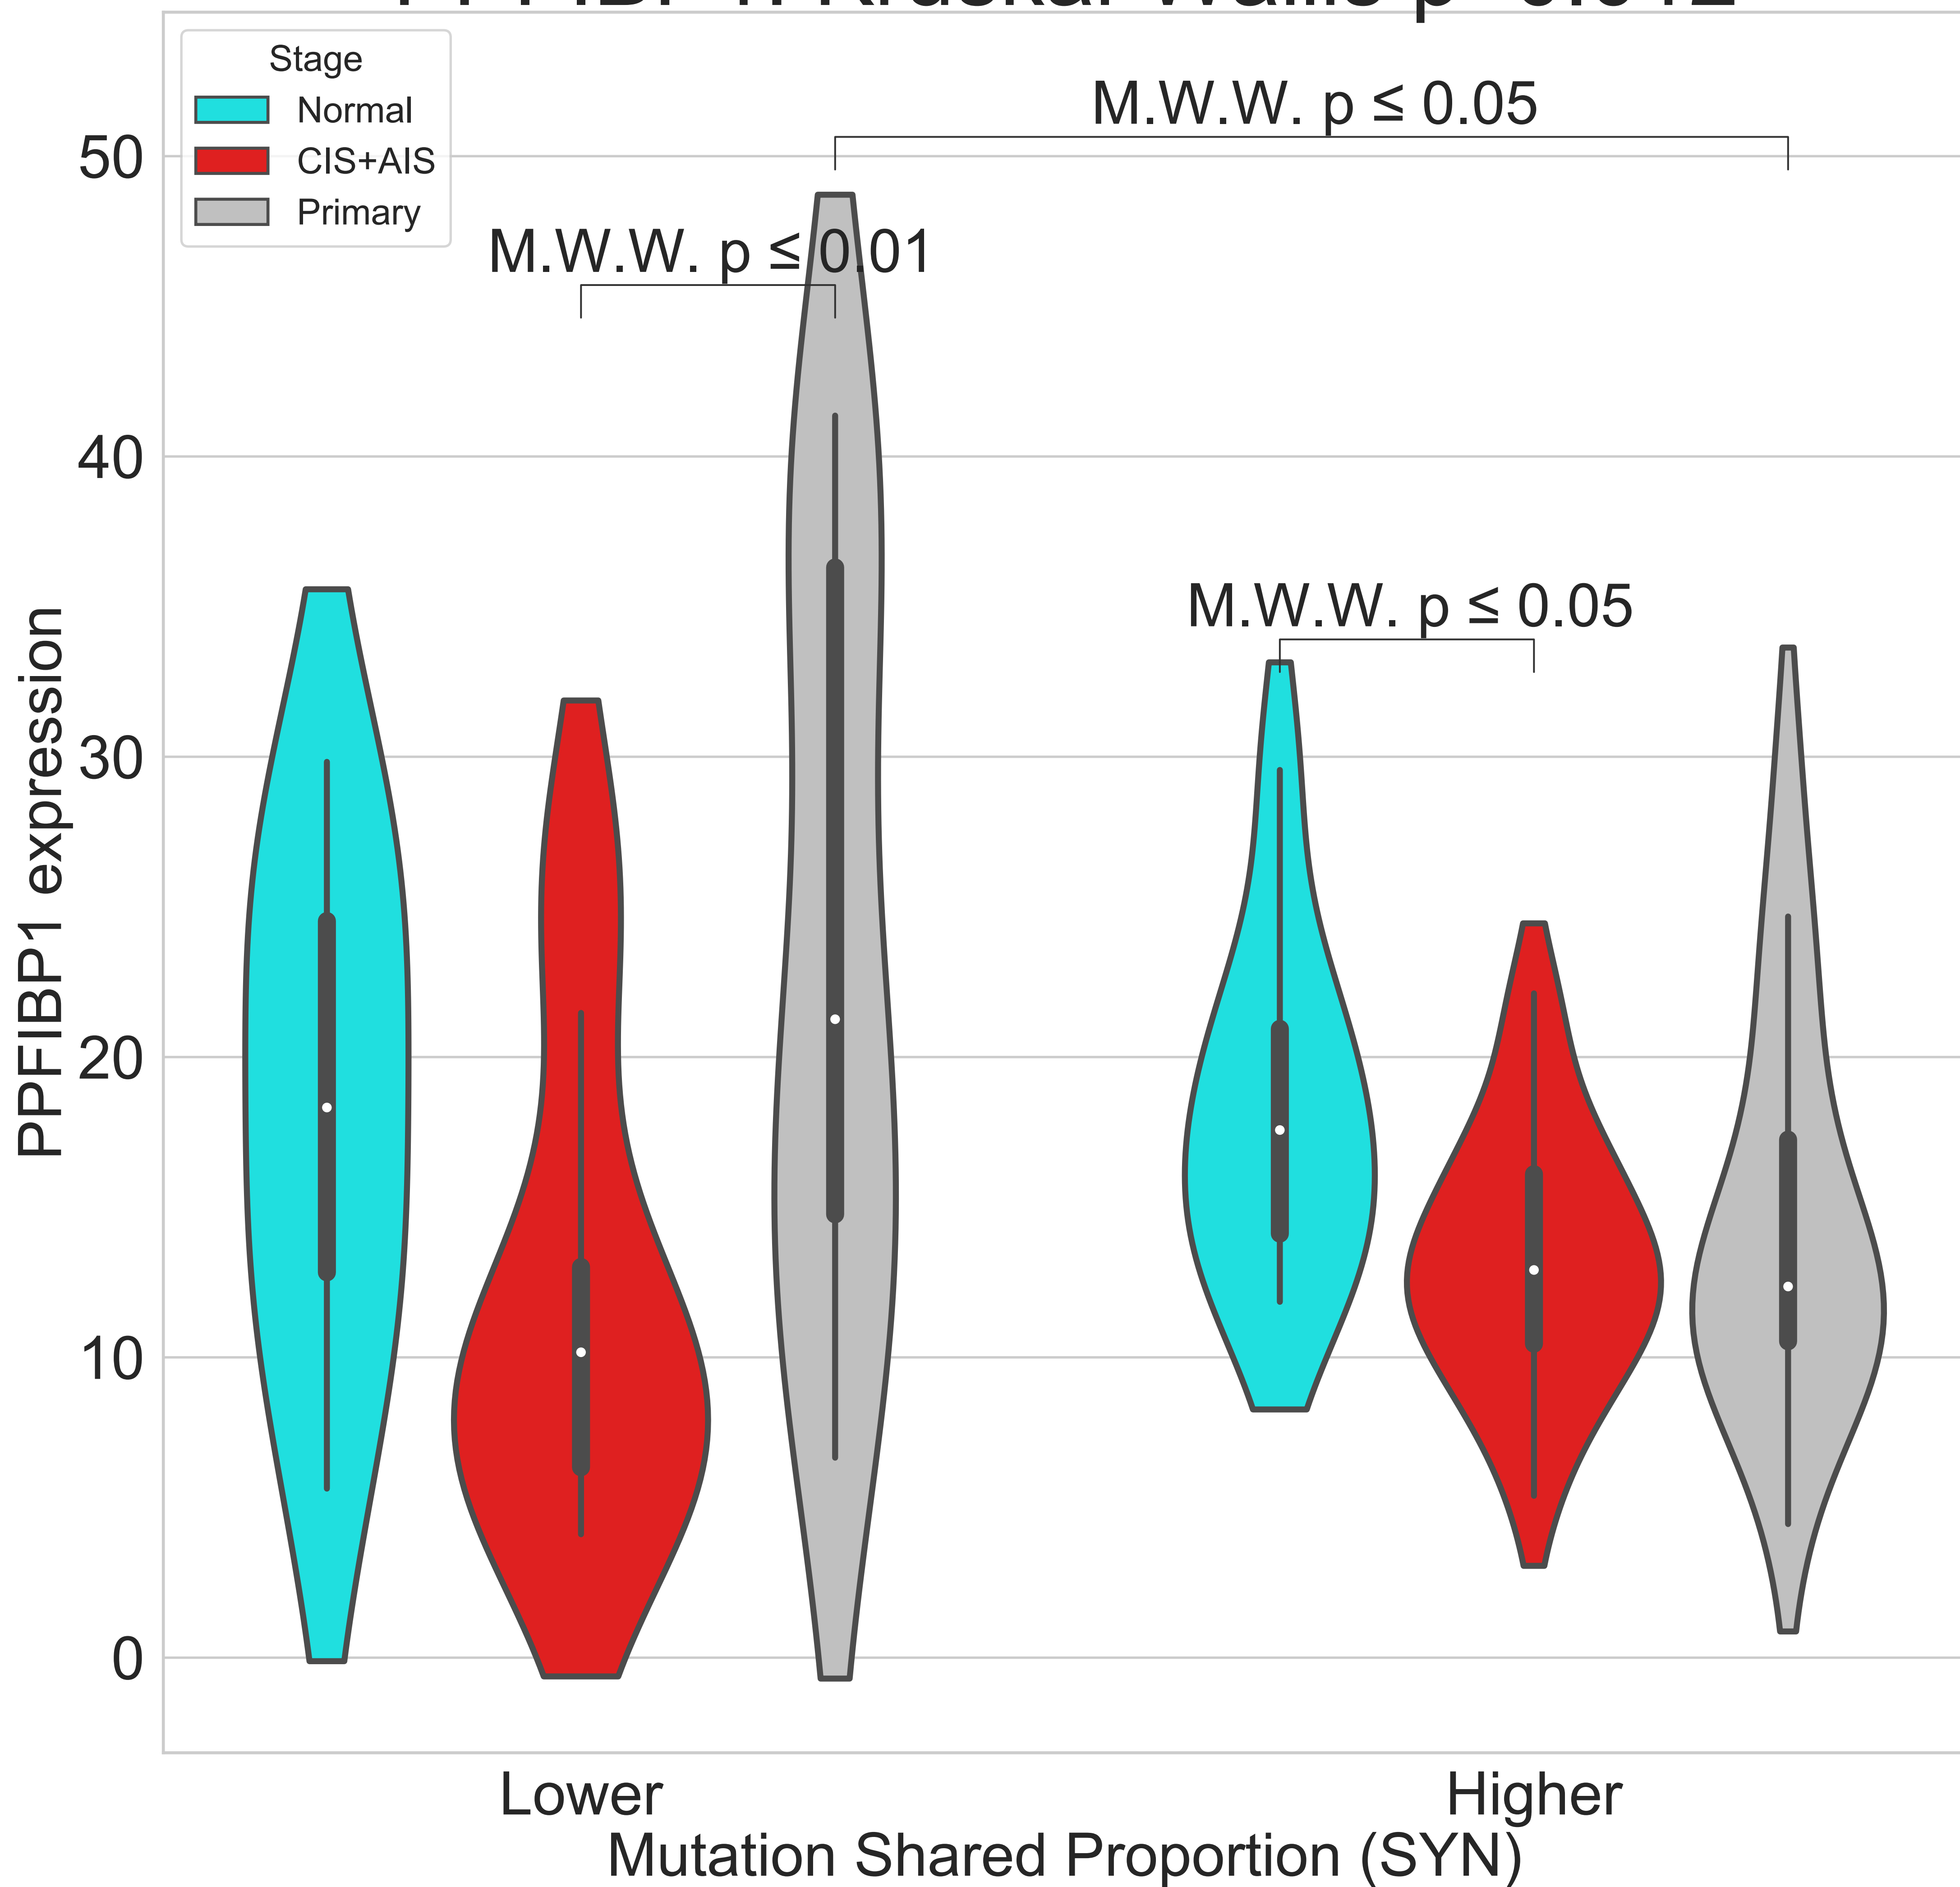 Stage
Normal
CIS+AIS
Primary
M.W.W. p ≤ 0.05
M.W.W. p ≤ 0.01
M.W.W. p ≤ 0.05
50
40
30
20
10
0
PPFIBP1 expression
Lower
Higher
Mutation Shared Proportion (SYN)